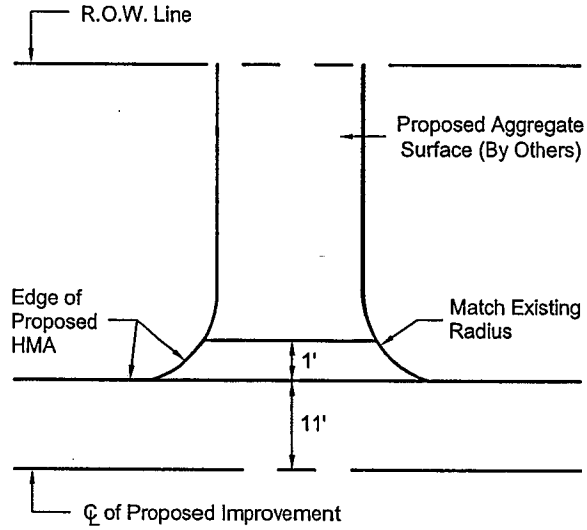 R.O.W. Line
Proposed Aggregate
Surface (By Others)
Edge of
Proposed
HMA
Match Existing
Radius
1'
11'
℄ of Proposed Improvement